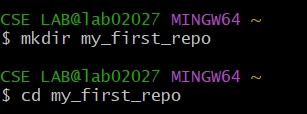 CSE LAB@lab02027 MINGW64 ~
$ mkdir my_first_repo
CSE LAB@lab02027 MINGW64 ~
$ cd my_first_repo